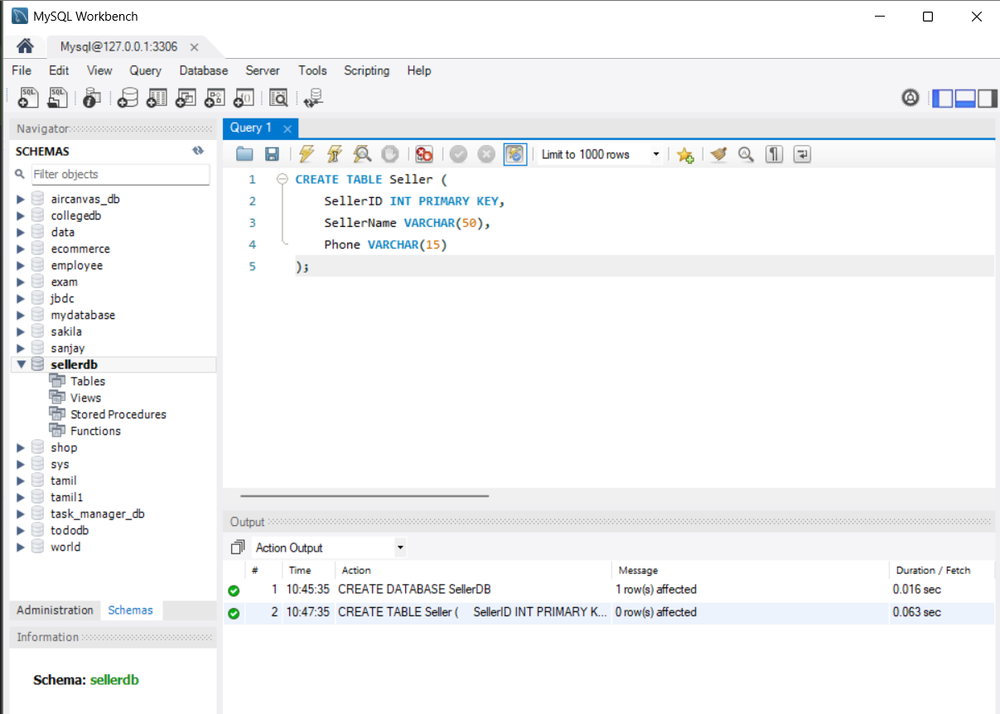 MySQL Workbench
Mysql@127.0.0.1:3306
File Edit View Query Database Server Tools Scripting Help
Navigator
SCHEMAS
Filter objects
aircanvas_db
collegedb
data
ecommerce
employee
exam
jbdc
mydatabase
sakila
sanjay
sellerdb
Tables
Views
Stored Procedures
Functions
shop
sys
tamil
tamil1
task_manager_db
tododb
world
Administration Schemas
Information
Schema: sellerdb
Query 1
Limit to 1000 rows
1 CREATE TABLE Seller (
2 SellerID INT PRIMARY KEY,
3 SellerName VARCHAR(50),
4 Phone VARCHAR(15)
5 );
Output
Action Output
# Time Action Message Duration / Fetch
1 10:45:35 CREATE DATABASE SellerDB 1 row(s) affected 0.016 sec
2 10:47:35 CREATE TABLE Seller ( SellerID INT PRIMARY K... 0 row(s) affected 0.063 sec